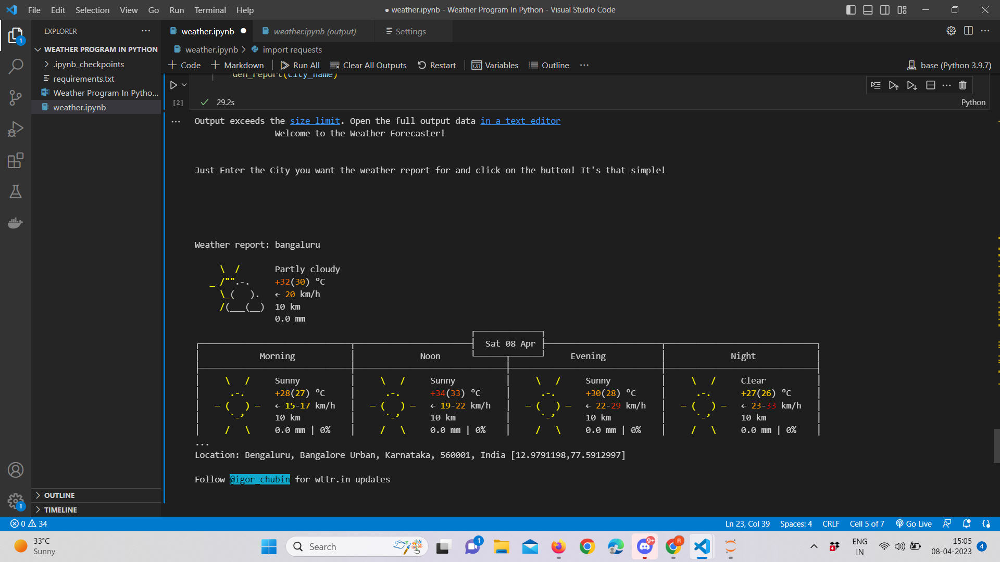 File Edit Selection View Go Run Terminal Help
● weather.ipynb - Weather Program In Python - Visual Studio Code
EXPLORER
weather.ipynb
weather.ipynb (output)
Settings
WEATHER PROGRAM IN PYTHON
.ipynb_checkpoints
requirements.txt
Weather Program In Pytho...
weather.ipynb
OUTLINE
TIMELINE
weather.ipynb > import requests
+ Code + Markdown Run All Clear All Outputs Restart Variables Outline ...
base (Python 3.9.7)
Gen_report(city_name)
[2] ✓ 29.2s
Python
Output exceeds the size limit. Open the full output data in a text editor
Welcome to the Weather Forecaster!
Just Enter the City you want the weather report for and click on the button! It's that simple!
Weather report: bangaluru
Partly cloudy
+32(30) °C
← 20 km/h
10 km
0.0 mm
Sat 08 Apr
Morning Noon Evening Night
Sunny Sunny Sunny Clear
+28(27) °C +34(33) °C +30(28) °C +27(26) °C
← 15-17 km/h ← 19-22 km/h ← 22-29 km/h ← 23-33 km/h
10 km 10 km 10 km 10 km
0.0 mm | 0% 0.0 mm | 0% 0.0 mm | 0% 0.0 mm | 0%
...
Location: Bengaluru, Bangalore Urban, Karnataka, 560001, India [12.9791198,77.5912997]
Follow @igor_chubin for wttr.in updates
0 34
Ln 23, Col 39 Spaces: 4 CRLF Cell 5 of 7 Go Live
33°C
Sunny
Search
ENG
IN
15:05
08-04-2023
4